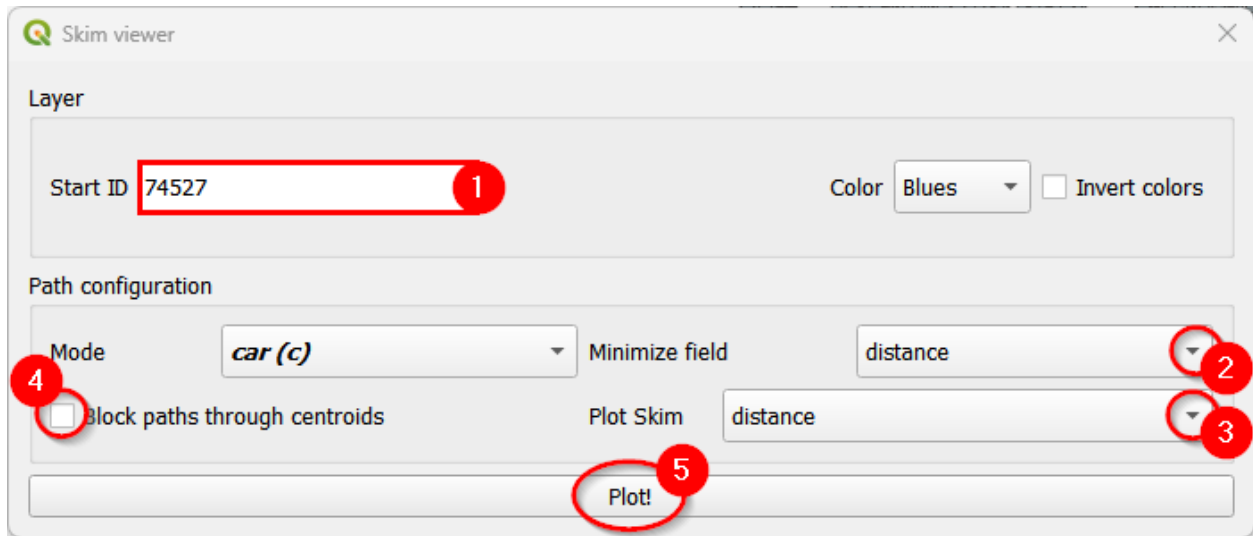 Skim viewer
Layer
Start ID 74527 1 Color Blues Invert colors
Path configuration
Mode car (c) Minimize field distance 2
4 Block paths through centroids Plot Skim distance 3
Plot! 5